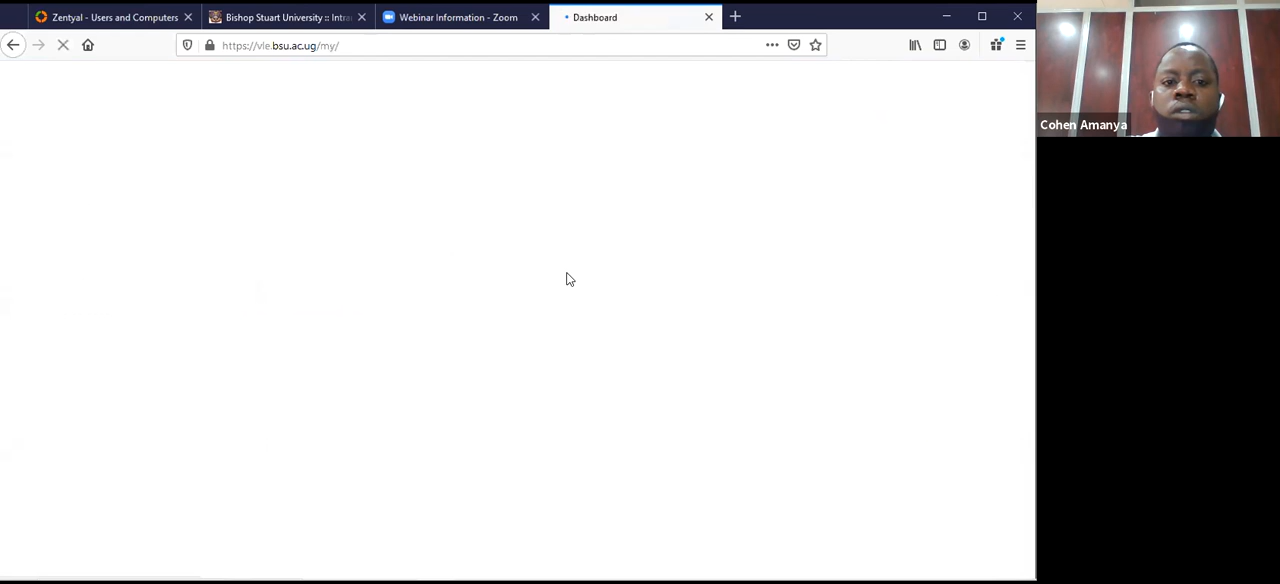 Zentyal - Users and Computers
Bishop Stuart University :: Intra
Webinar Information - Zoom
Dashboard
https://vle.bsu.ac.ug/my/
Cohen Amanya